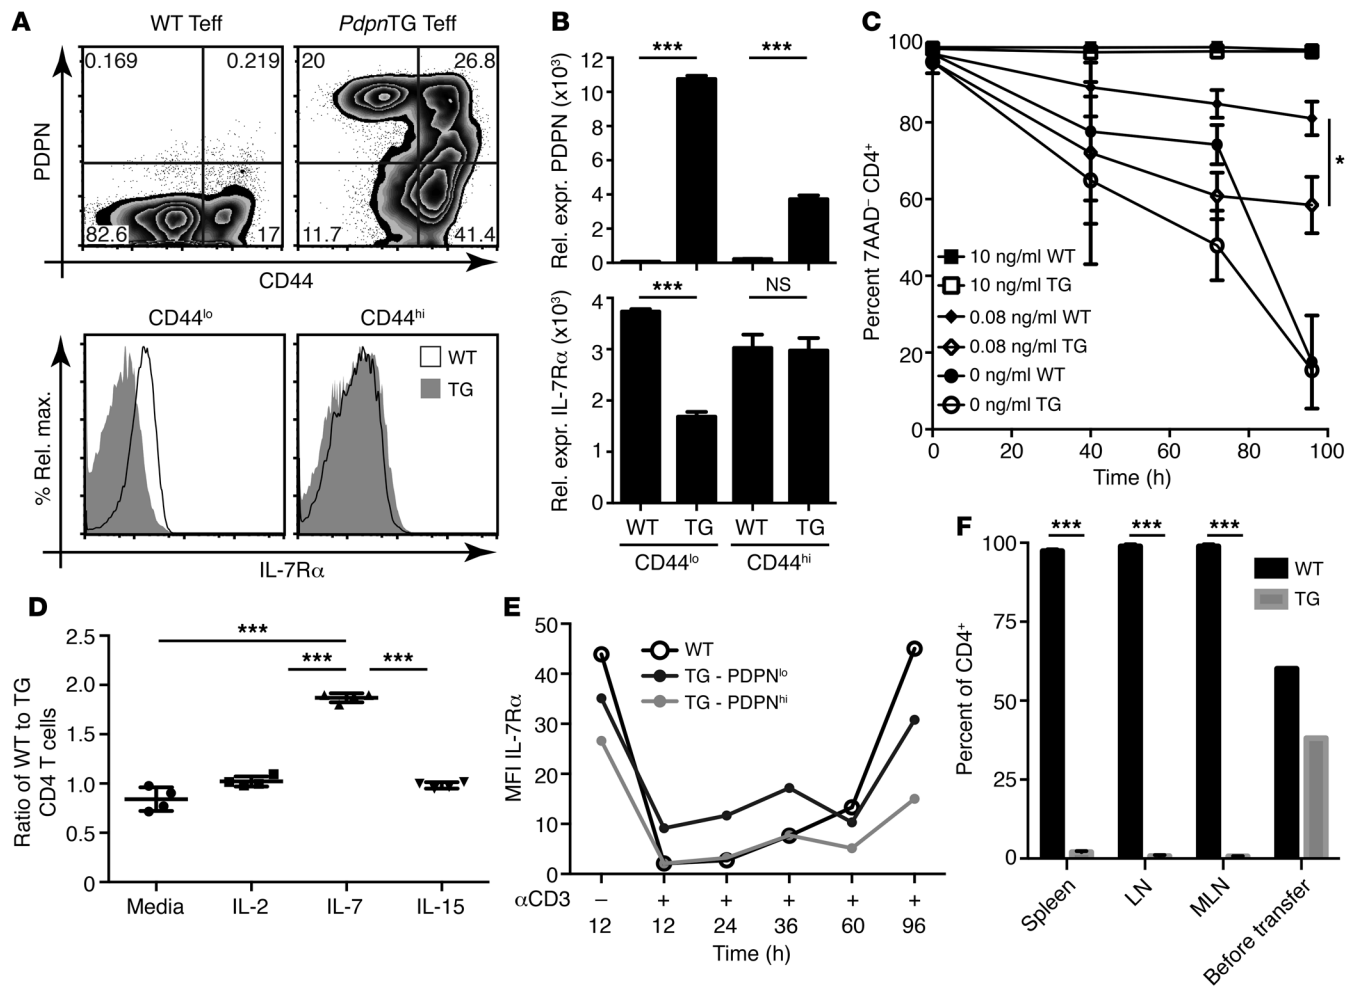 A
WT Teff
PdpnTG Teff
PDPN
0.169
0.219
82.6
17
20
26.8
11.7
41.4
CD44
CD44lo
CD44hi
% Rel. max.
WT
TG
IL-7Rα
B
Rel. expr. PDPN (x10³)
12
10
8
6
4
2
0
***
***
Rel. expr. IL-7Rα (x10³)
4
3
2
1
0
***
NS
WT
TG
WT
TG
CD44lo
CD44hi
C
Percent 7AAD⁻ CD4⁺
100
80
60
40
20
0
*
10 ng/ml WT
10 ng/ml TG
0.08 ng/ml WT
0.08 ng/ml TG
0 ng/ml WT
0 ng/ml TG
0
20
40
60
80
100
Time (h)
D
Ratio of WT to TG
CD4 T cells
2.5
2.0
1.5
1.0
0.5
0
***
***
***
Media
IL-2
IL-7
IL-15
E
MFI IL-7Rα
50
40
30
20
10
0
WT
TG - PDPNlo
TG - PDPNhi
αCD3
– + + + + +
12 12 24 36 60 96
Time (h)
F
Percent of CD4⁺
100
75
50
25
0
***
***
***
WT
TG
Spleen
LN
MLN
Before transfer